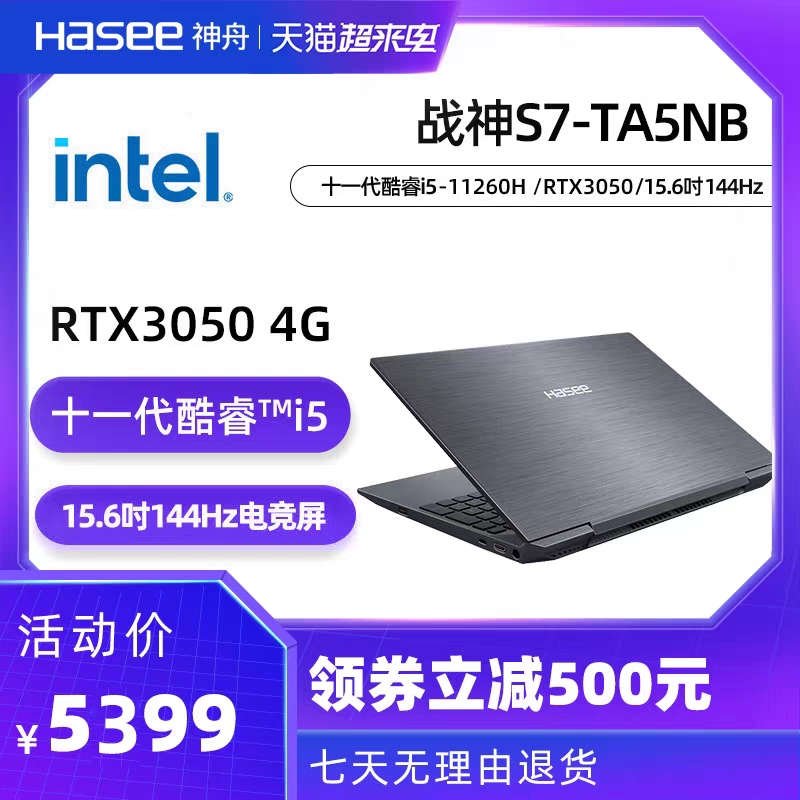 Hasee 神舟 | 天猫超来电
战神S7-TA5NB
intel®
十一代酷睿i5-11260H /RTX3050/15.6吋144Hz
RTX3050 4G
十一代酷睿™i5
Hasee
15.6吋144Hz电竞屏
活动价
¥5399
领券立减500元
七天无理由退货